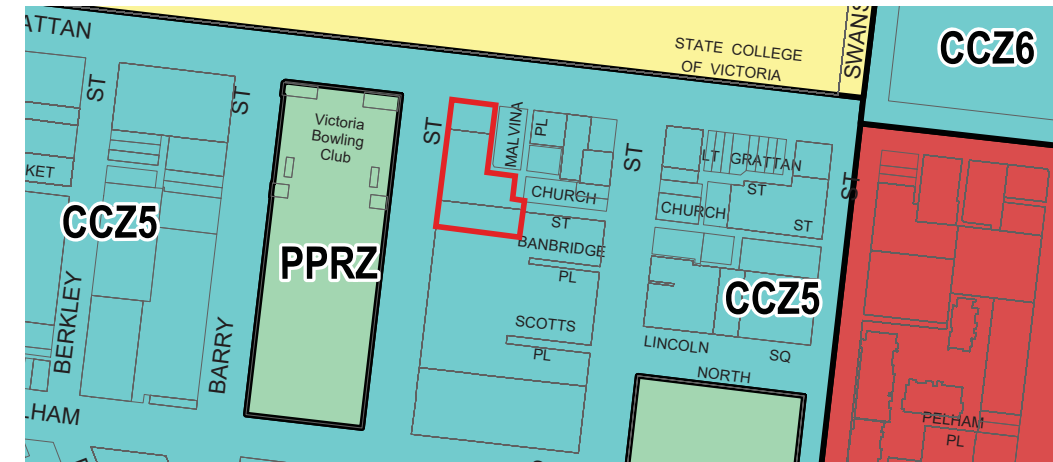 ATTAN
STATE COLLEGE
OF VICTORIA
SWANS
CCZ6
ST
ST
Victoria
Bowling
Club
ST
MALVINA
PL
ST
LT GRATTAN
ST
ST
KET
CHURCH
ST
CHURCH
ST
CCZ5
BANBRIDGE
PL
PPRZ
CCZ5
BERKLEY
BARRY
SCOTTS
PL
LINCOLN
SQ
NORTH
LHAM
PELHAM
PL